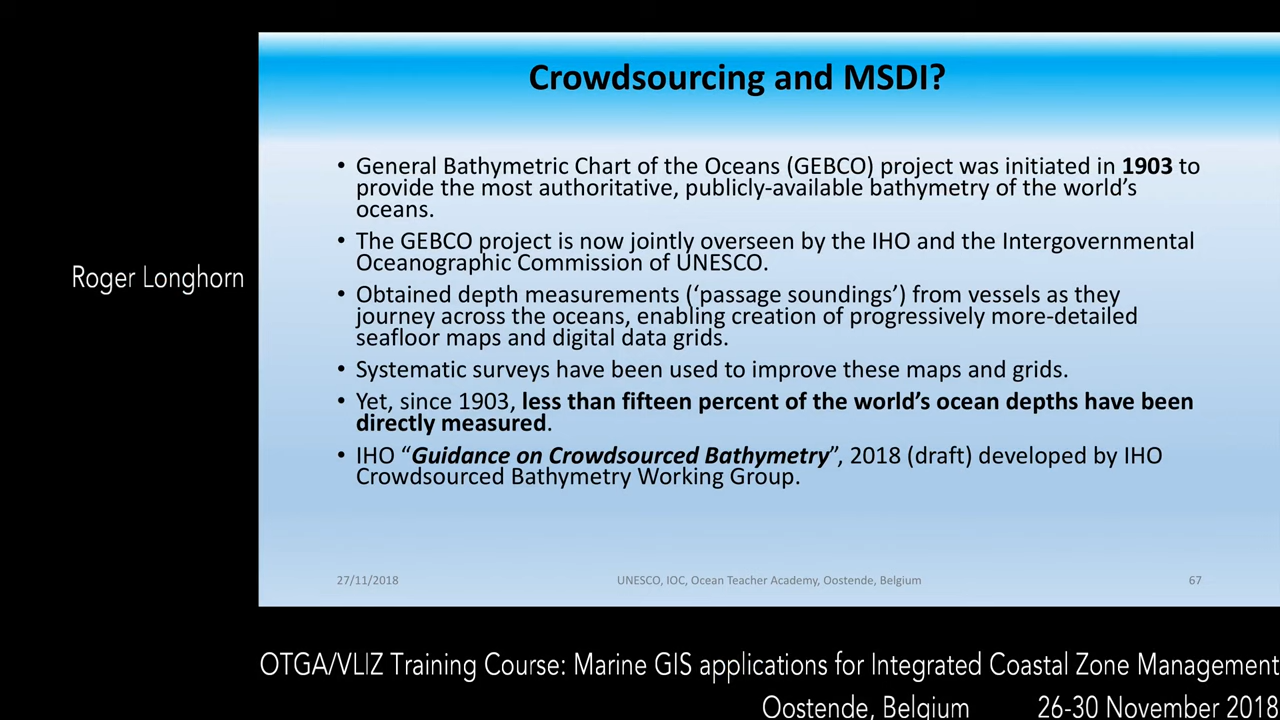 Crowdsourcing and MSDI?
• General Bathymetric Chart of the Oceans (GEBCO) project was initiated in 1903 to
provide the most authoritative, publicly-available bathymetry of the world’s
oceans.
• The GEBCO project is now jointly overseen by the IHO and the Intergovernmental
Oceanographic Commission of UNESCO.
• Obtained depth measurements (‘passage soundings’) from vessels as they
journey across the oceans, enabling creation of progressively more-detailed
seafloor maps and digital data grids.
• Systematic surveys have been used to improve these maps and grids.
• Yet, since 1903, less than fifteen percent of the world’s ocean depths have been
directly measured.
• IHO “Guidance on Crowdsourced Bathymetry”, 2018 (draft) developed by IHO
Crowdsourced Bathymetry Working Group.
27/11/2018 UNESCO, IOC, Ocean Teacher Academy, Oostende, Belgium 67
Roger Longhorn
OTGA/VLIZ Training Course: Marine GIS applications for Integrated Coastal Zone Management
Oostende, Belgium 26-30 November 2018